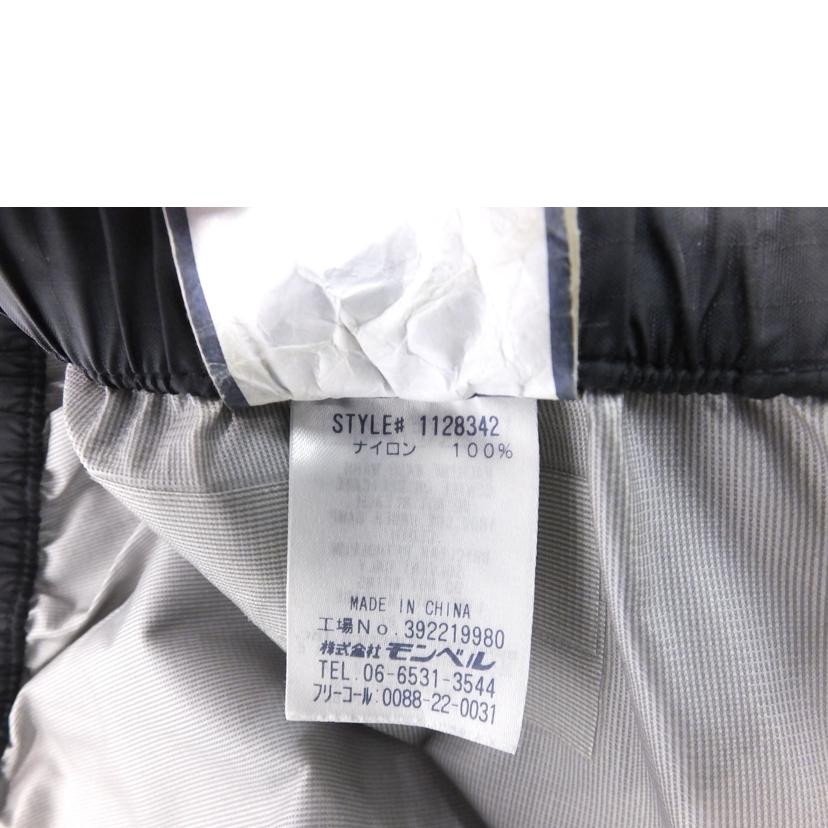 STYLE# 1128342
ナイロン 100%
MADE IN CHINA
工場No.392219980
株式会社 モンベル
TEL.06-6531-3544
フリーコール:0088-22-0031